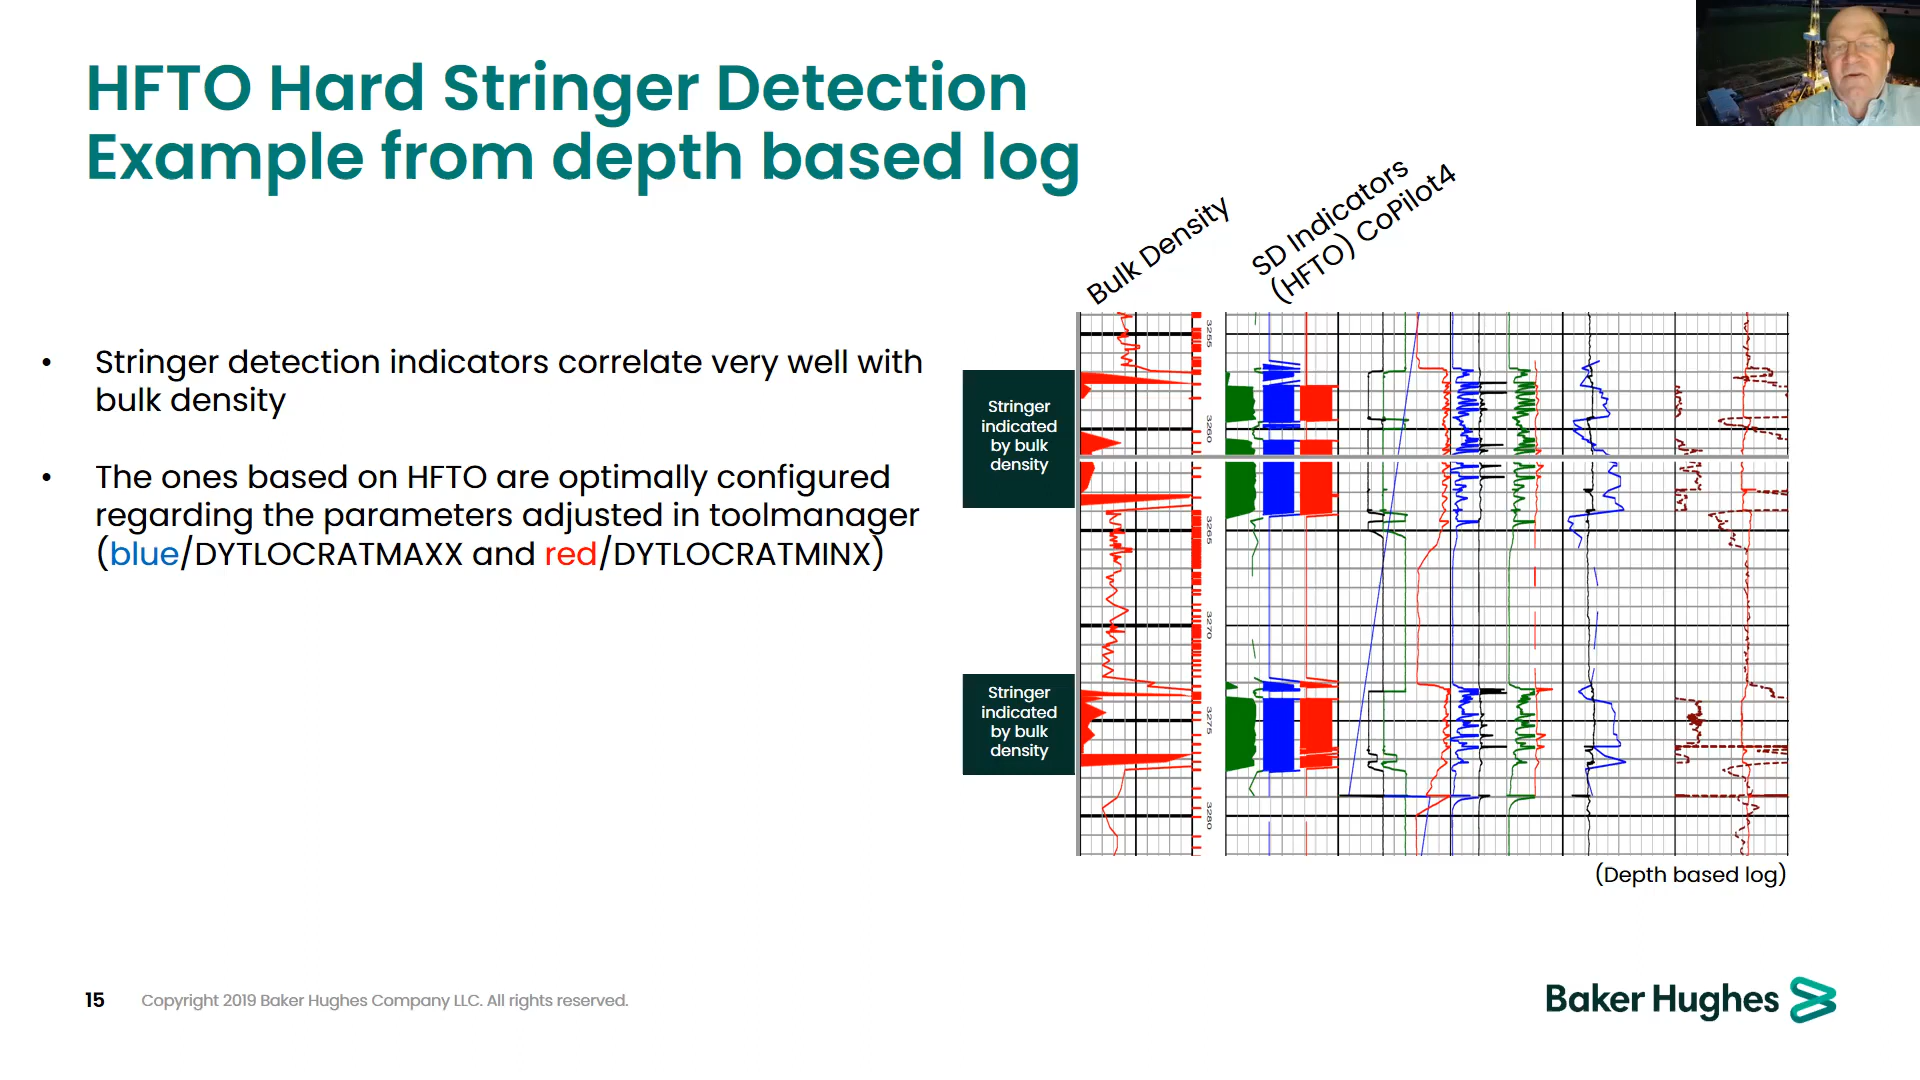 HFTO Hard Stringer Detection
Example from depth based log
• Stringer detection indicators correlate very well with
bulk density
• The ones based on HFTO are optimally configured
regarding the parameters adjusted in toolmanager
(blue/DYTLOCRATMAXX and red/DYTLOCRATMINX)
Bulk Density
SD Indicators
(HFTO) CoPilot4
Stringer
indicated
by bulk
density
Stringer
indicated
by bulk
density
3255
3260
3265
3270
3275
3280
(Depth based log)
15
Copyright 2019 Baker Hughes Company LLC. All rights reserved.
Baker Hughes